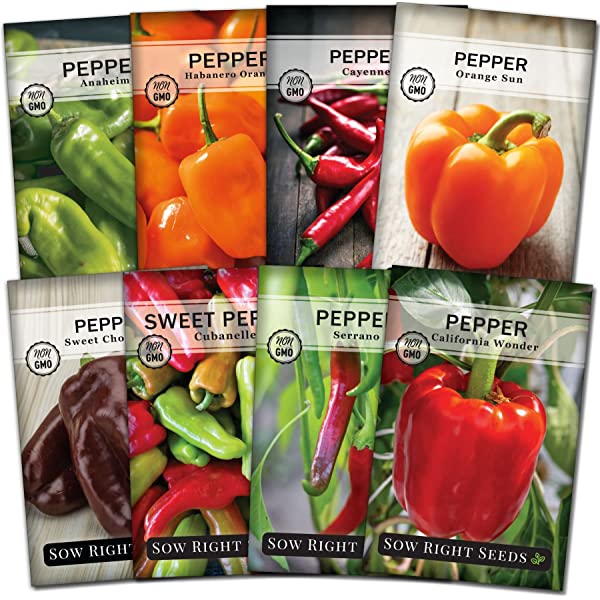 PEPPER
Anaheim
NON
GMO
PEPPER
Habanero Oran
NON
GMO
PEPPE
Cayenne
NON
GMO
PEPPER
Orange Sun
NON
GMO
PEPP
Sweet Cho
NON
GMO
SOW RIGHT
SWEET PEP
Cubanelle
NON
GMO
SOW RIGHT
PEPPE
Serrano
NON
GMO
SOW RIGHT
PEPPER
California Wonder
NON
GMO
SOW RIGHT SEEDS